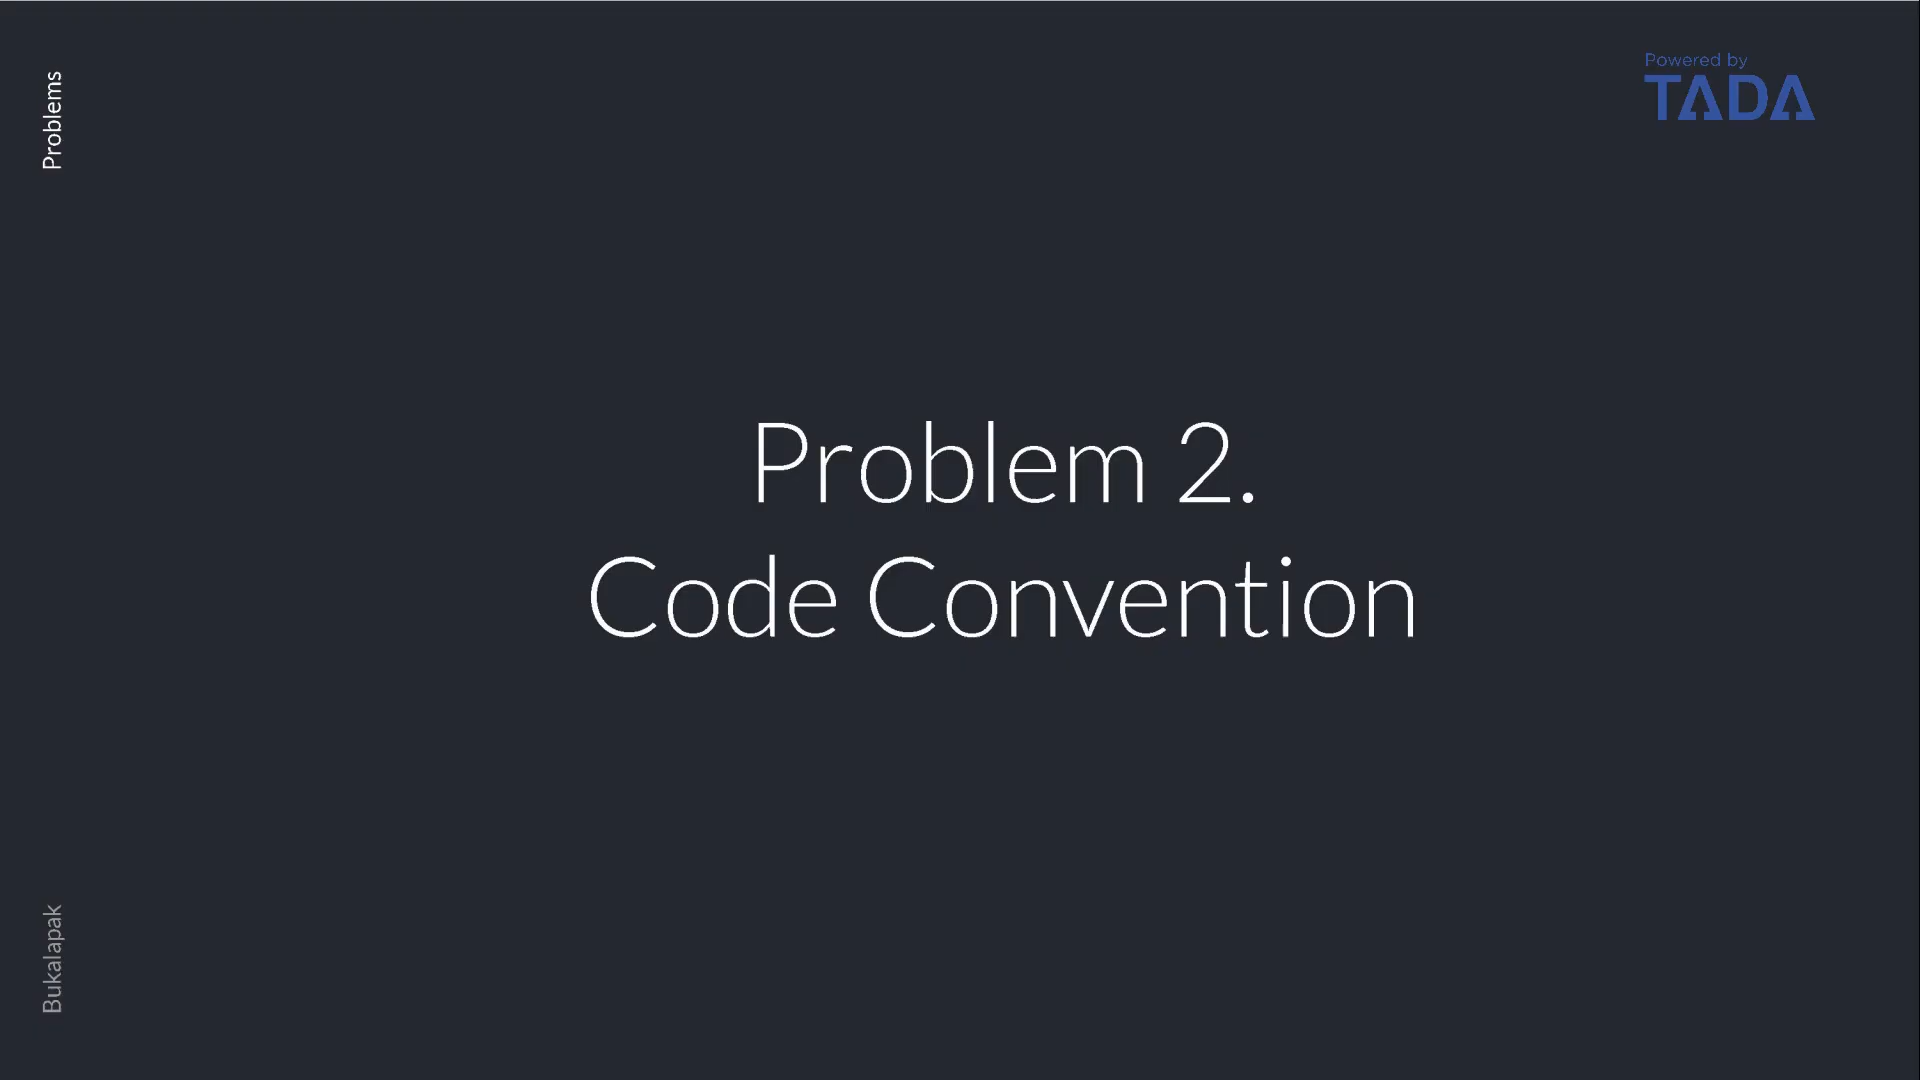 Problems
Powered by
TADA
Problem 2.
Code Convention
Bukalapak